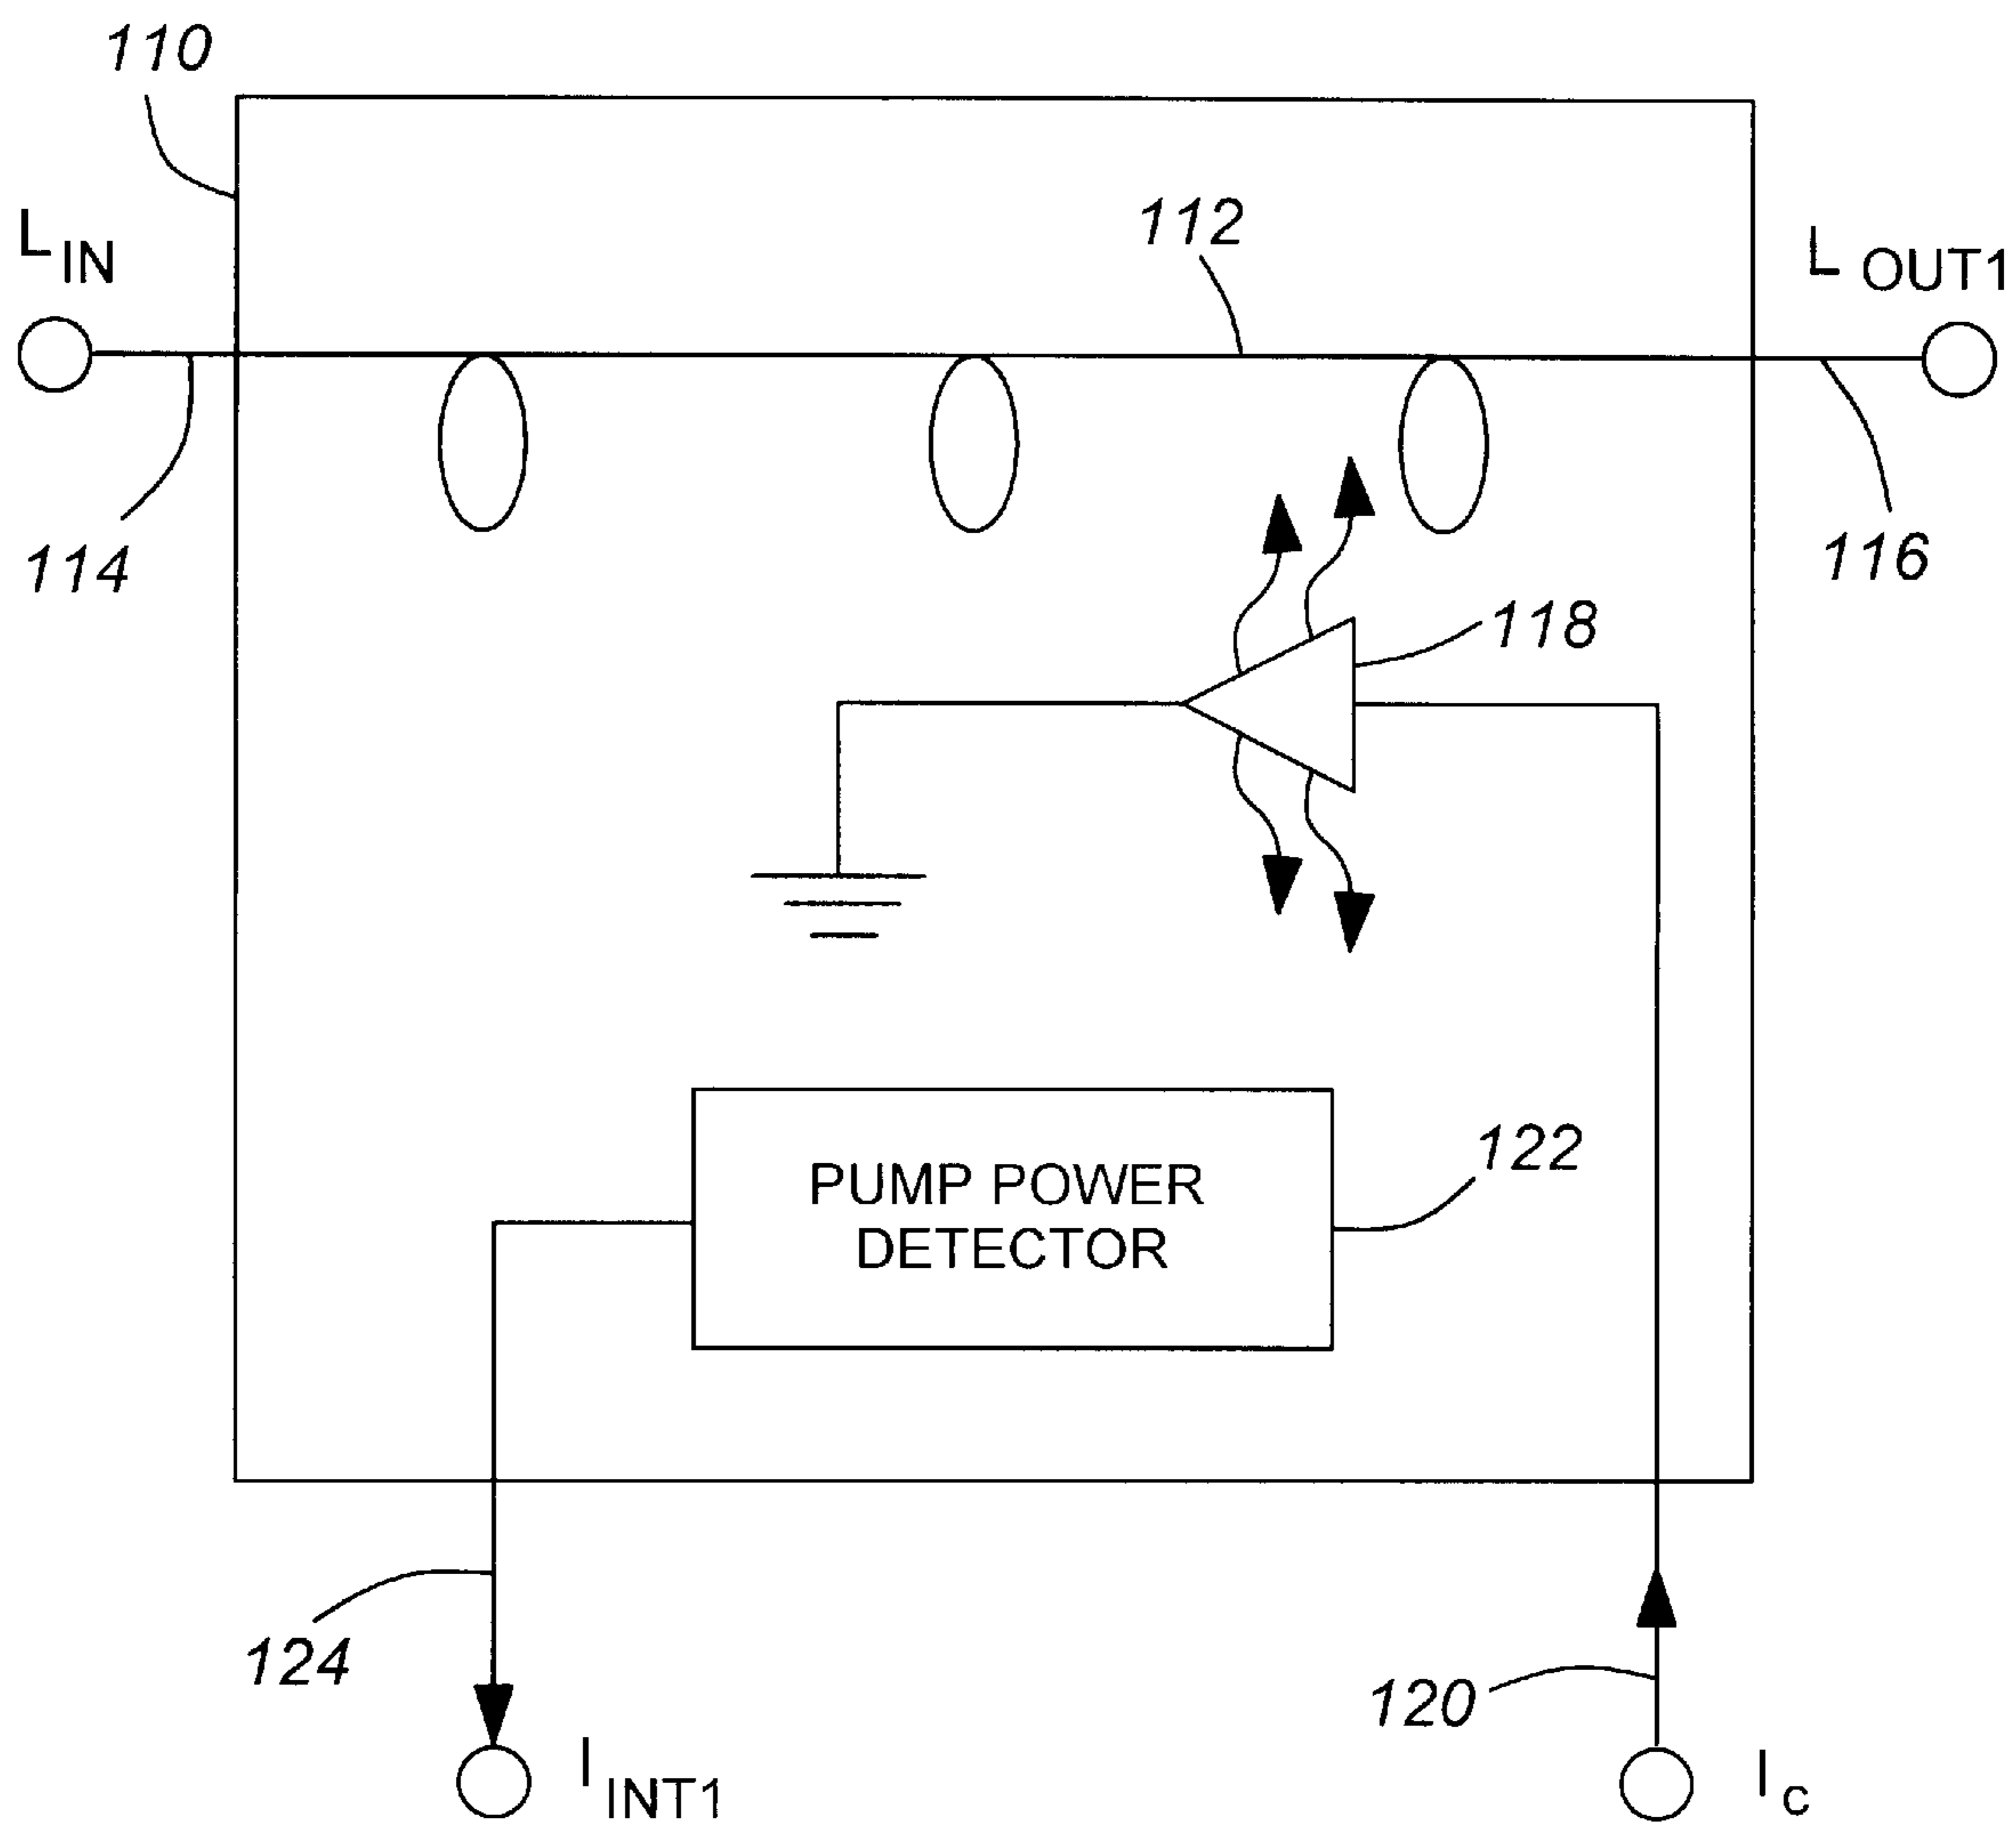 110
L IN
112
L OUT1
114
116
118
122
PUMP POWER
DETECTOR
124
120
I INT1
I C